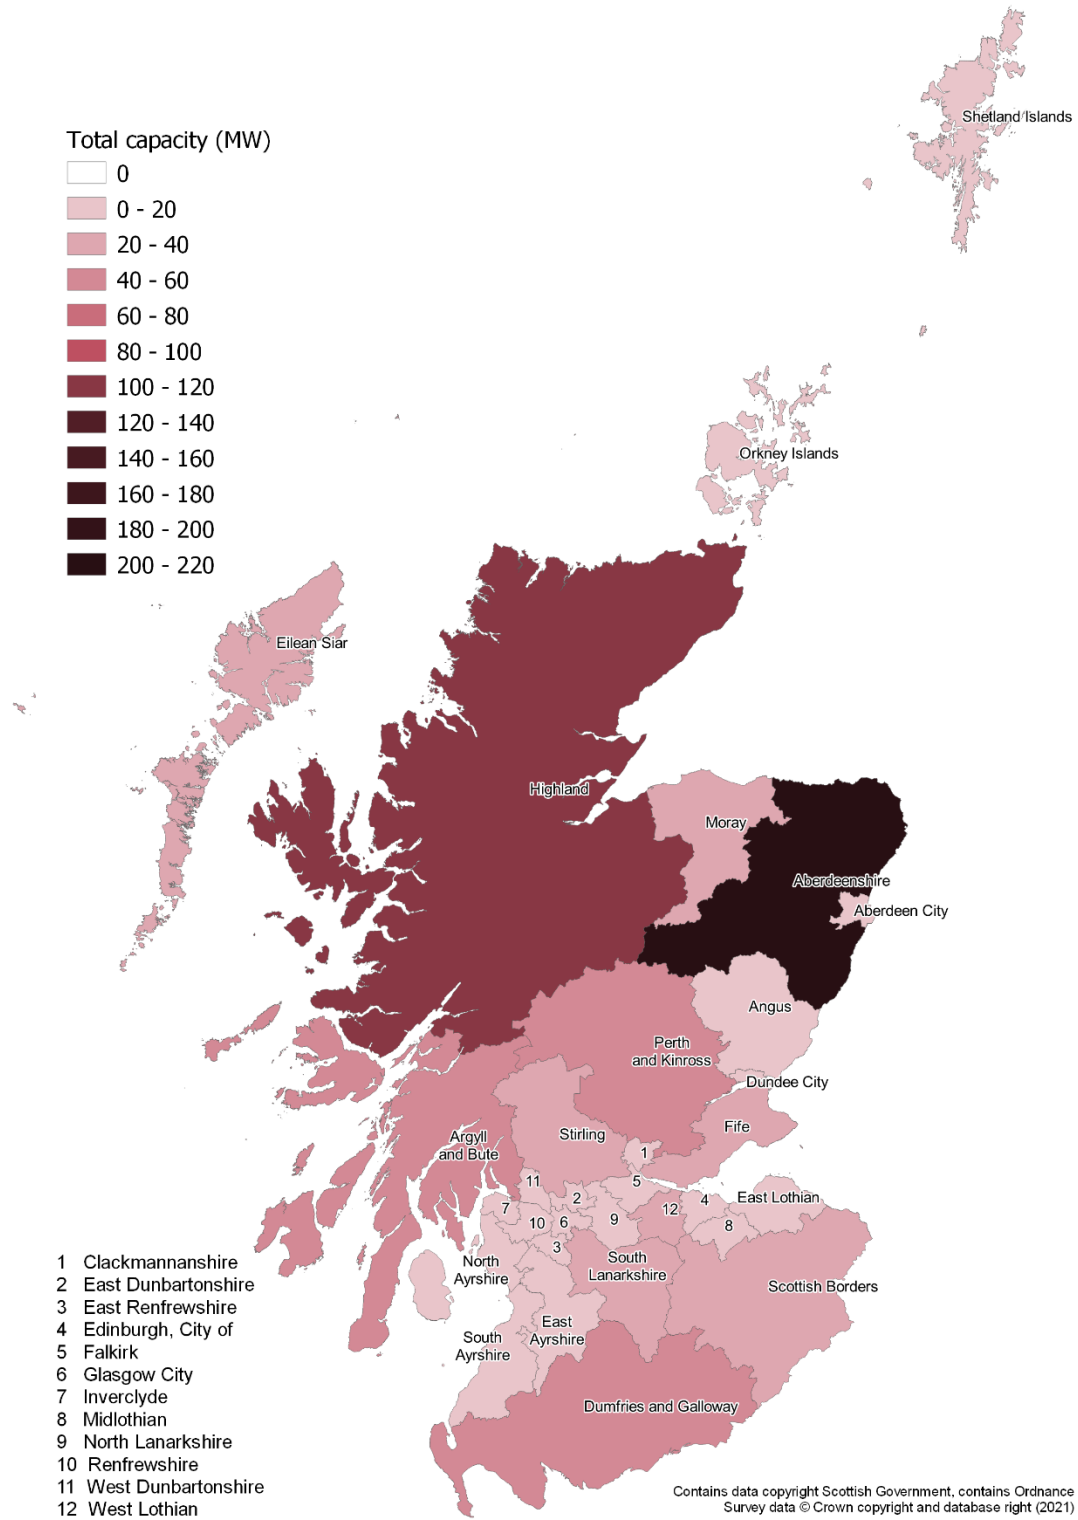 Shetland Islands
Total capacity (MW)
0
0 - 20
20 - 40
40 - 60
60 - 80
80 - 100
100 - 120
120 - 140
140 - 160
160 - 180
180 - 200
200 - 220
Orkney Islands
Eilean Siar
Highland
Moray
Aberdeenshire
Aberdeen City
Angus
Perth
and Kinross
Dundee City
Fife
Stirling
Argyll
and Bute
1
11
5
2
12
4
East Lothian
7
10
6
9
8
3
North
Ayrshire
South
Lanarkshire
Scottish Borders
East
Ayrshire
South
Ayrshire
Dumfries and Galloway
1 Clackmannanshire
2 East Dunbartonshire
3 East Renfrewshire
4 Edinburgh, City of
5 Falkirk
6 Glasgow City
7 Inverclyde
8 Midlothian
9 North Lanarkshire
10 Renfrewshire
11 West Dunbartonshire
12 West Lothian
Contains data copyright Scottish Government, contains Ordnance
Survey data © Crown copyright and database right (2021)